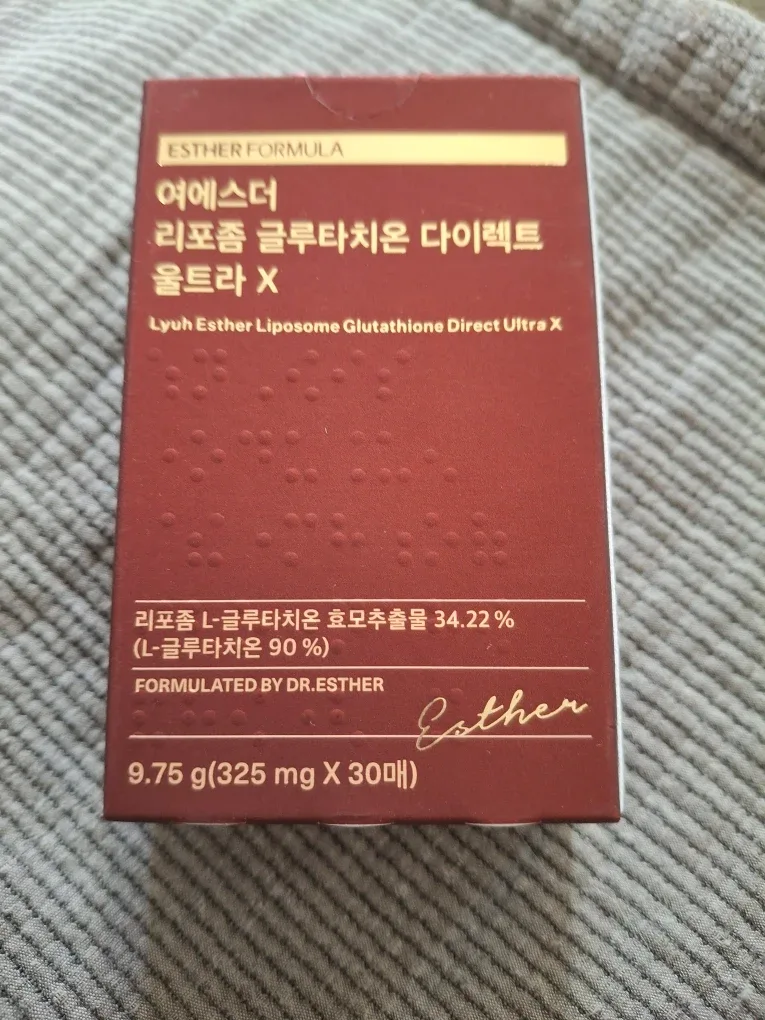 ESTHER FORMULA
여에스더
리포좀 글루타치온 다이렉트
울트라 X
Lyuh Esther Liposome Glutathione Direct Ultra X
리포좀 L-글루타치온 효모추출물 34.22 %
(L-글루타치온 90 %)
FORMULATED BY DR.ESTHER
Esther
9.75 g(325 mg X 30매)